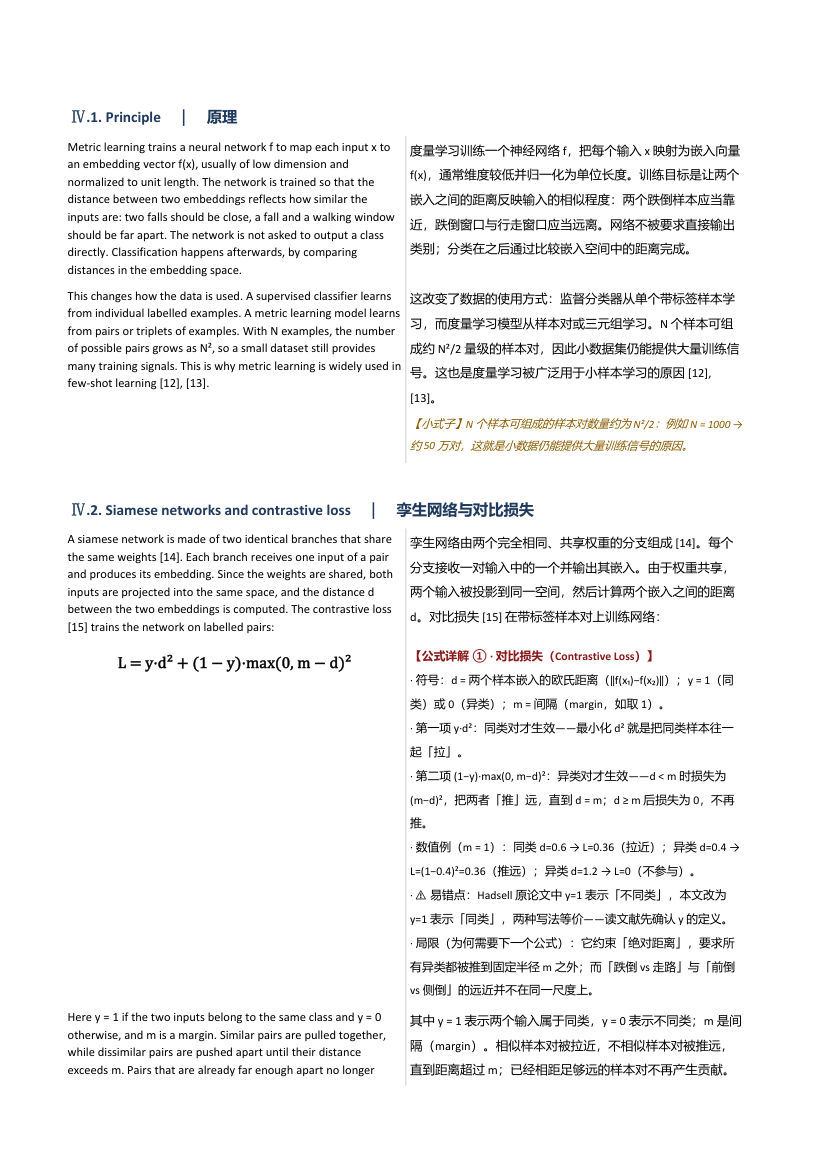 Ⅳ.1. Principle | 原理
Metric learning trains a neural network f to map each input x to
an embedding vector f(x), usually of low dimension and
normalized to unit length. The network is trained so that the
distance between two embeddings reflects how similar the
inputs are: two falls should be close, a fall and a walking window
should be far apart. The network is not asked to output a class
directly. Classification happens afterwards, by comparing
distances in the embedding space.
度量学习训练一个神经网络 f，把每个输入 x 映射为嵌入向量
f(x)，通常维度较低并归一化为单位长度。训练目标是让两个
嵌入之间的距离反映输入的相似程度：两个跌倒样本应当靠
近，跌倒窗口与行走窗口应当远离。网络不被要求直接输出
类别；分类在之后通过比较嵌入空间中的距离完成。
This changes how the data is used. A supervised classifier learns
from individual labelled examples. A metric learning model learns
from pairs or triplets of examples. With N examples, the number
of possible pairs grows as N², so a small dataset still provides
many training signals. This is why metric learning is widely used in
few-shot learning [12], [13].
这改变了数据的使用方式：监督分类器从单个带标签样本学
习，而度量学习模型从样本对或三元组学习。N 个样本可组
成约 N²/2 量级的样本对，因此小数据集仍能提供大量训练信
号。这也是度量学习被广泛用于小样本学习的原因 [12],
[13]。
【小式子】N 个样本可组成的样本对数量约为 N²/2：例如 N = 1000 →
约 50 万对，这就是小数据仍能提供大量训练信号的原因。
Ⅳ.2. Siamese networks and contrastive loss | 孪生网络与对比损失
A siamese network is made of two identical branches that share
the same weights [14]. Each branch receives one input of a pair
and produces its embedding. Since the weights are shared, both
inputs are projected into the same space, and the distance d
between the two embeddings is computed. The contrastive loss
[15] trains the network on labelled pairs:
L = y·d² + (1 − y)·max(0, m − d)²
孪生网络由两个完全相同、共享权重的分支组成 [14]。每个
分支接收一对输入中的一个并输出其嵌入。由于权重共享，
两个输入被投影到同一空间，然后计算两个嵌入之间的距离
d。对比损失 [15] 在带标签样本对上训练网络：
【公式详解 ① · 对比损失（Contrastive Loss）】
· 符号：d = 两个样本嵌入的欧氏距离（‖f(x₁)−f(x₂)‖）；y = 1（同
类）或 0（异类）；m = 间隔（margin，如取 1）。
· 第一项 y·d²：同类对才生效——最小化 d² 就是把同类样本往一
起「拉」。
· 第二项 (1−y)·max(0, m−d)²：异类对才生效——d < m 时损失为
(m−d)²，把两者「推」远，直到 d = m；d ≥ m 后损失为 0，不再
推。
· 数值例（m = 1）：同类 d=0.6 → L=0.36（拉近）；异类 d=0.4 →
L=(1−0.4)²=0.36（推远）；异类 d=1.2 → L=0（不参与）。
· ⚠ 易错点：Hadsell 原论文中 y=1 表示「不同类」，本文改为
y=1 表示「同类」，两种写法等价——读文献先确认 y 的定义。
· 局限（为何需要下一个公式）：它约束「绝对距离」，要求所
有异类都被推到固定半径 m 之外；而「跌倒 vs 走路」与「前倒
vs 侧倒」的远近并不在同一尺度上。
Here y = 1 if the two inputs belong to the same class and y = 0
otherwise, and m is a margin. Similar pairs are pulled together,
while dissimilar pairs are pushed apart until their distance
exceeds m. Pairs that are already far enough apart no longer
其中 y = 1 表示两个输入属于同类，y = 0 表示不同类；m 是间
隔（margin）。相似样本对被拉近，不相似样本对被推远，
直到距离超过 m；已经相距足够远的样本对不再产生贡献。